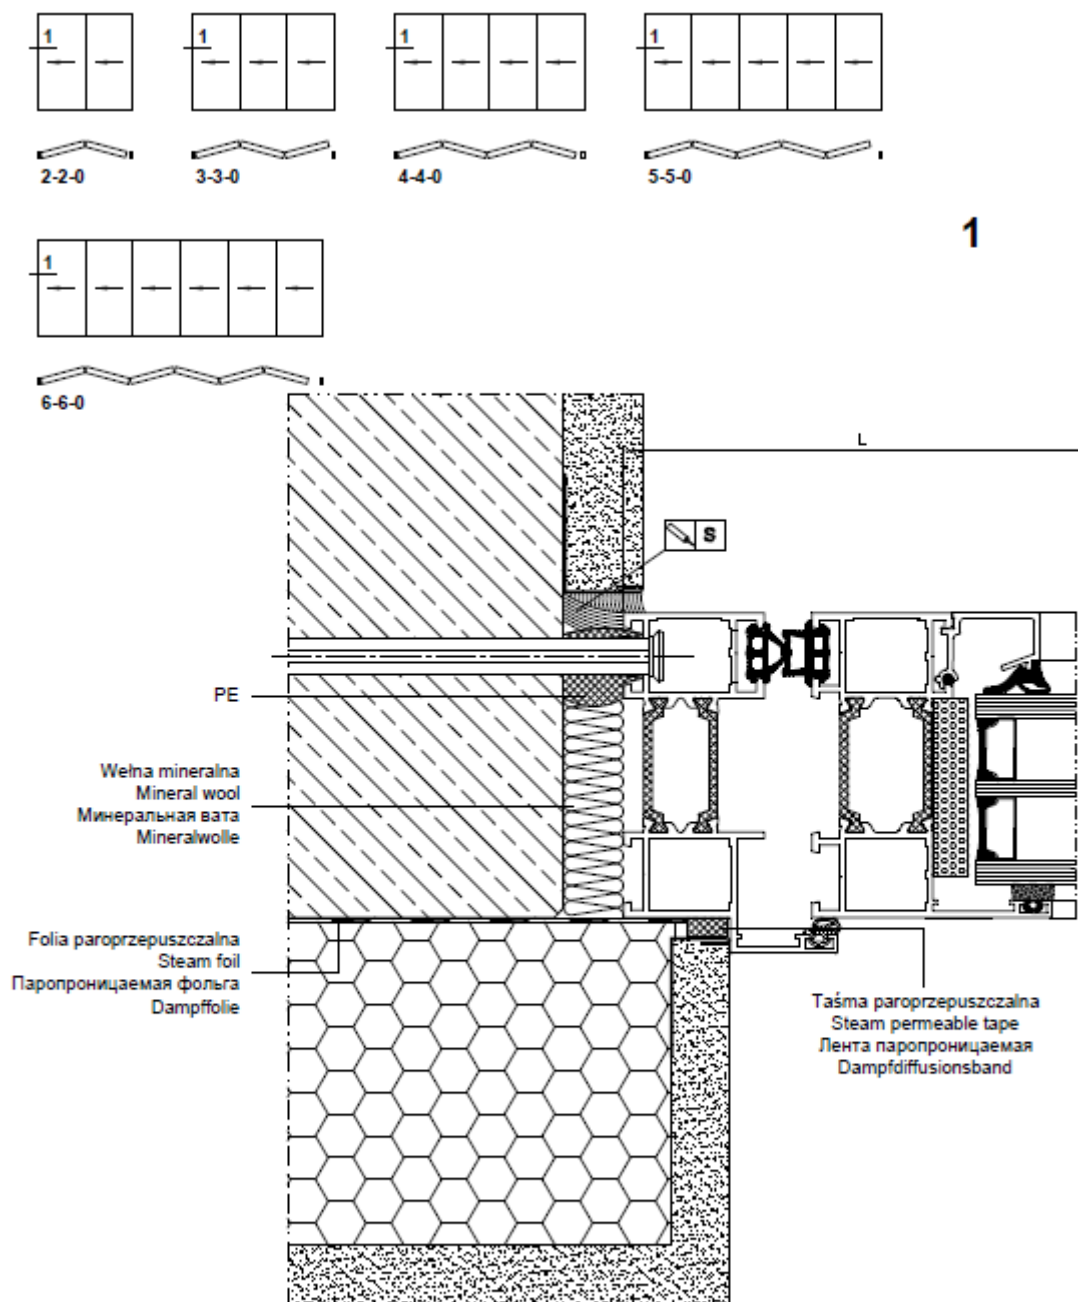 1
1
1
1
2-2-0
3-3-0
4-4-0
5-5-0
1
1
6-6-0
L
S
PE
Wełna mineralna
Mineral wool
Минеральная вата
Mineralwolle
Folia paroprzepuszczalna
Steam foil
Паропроницаемая фольга
Dampffolie
Taśma paroprzepuszczalna
Steam permeable tape
Лента паропроницаемая
Dampfdiffusionsband